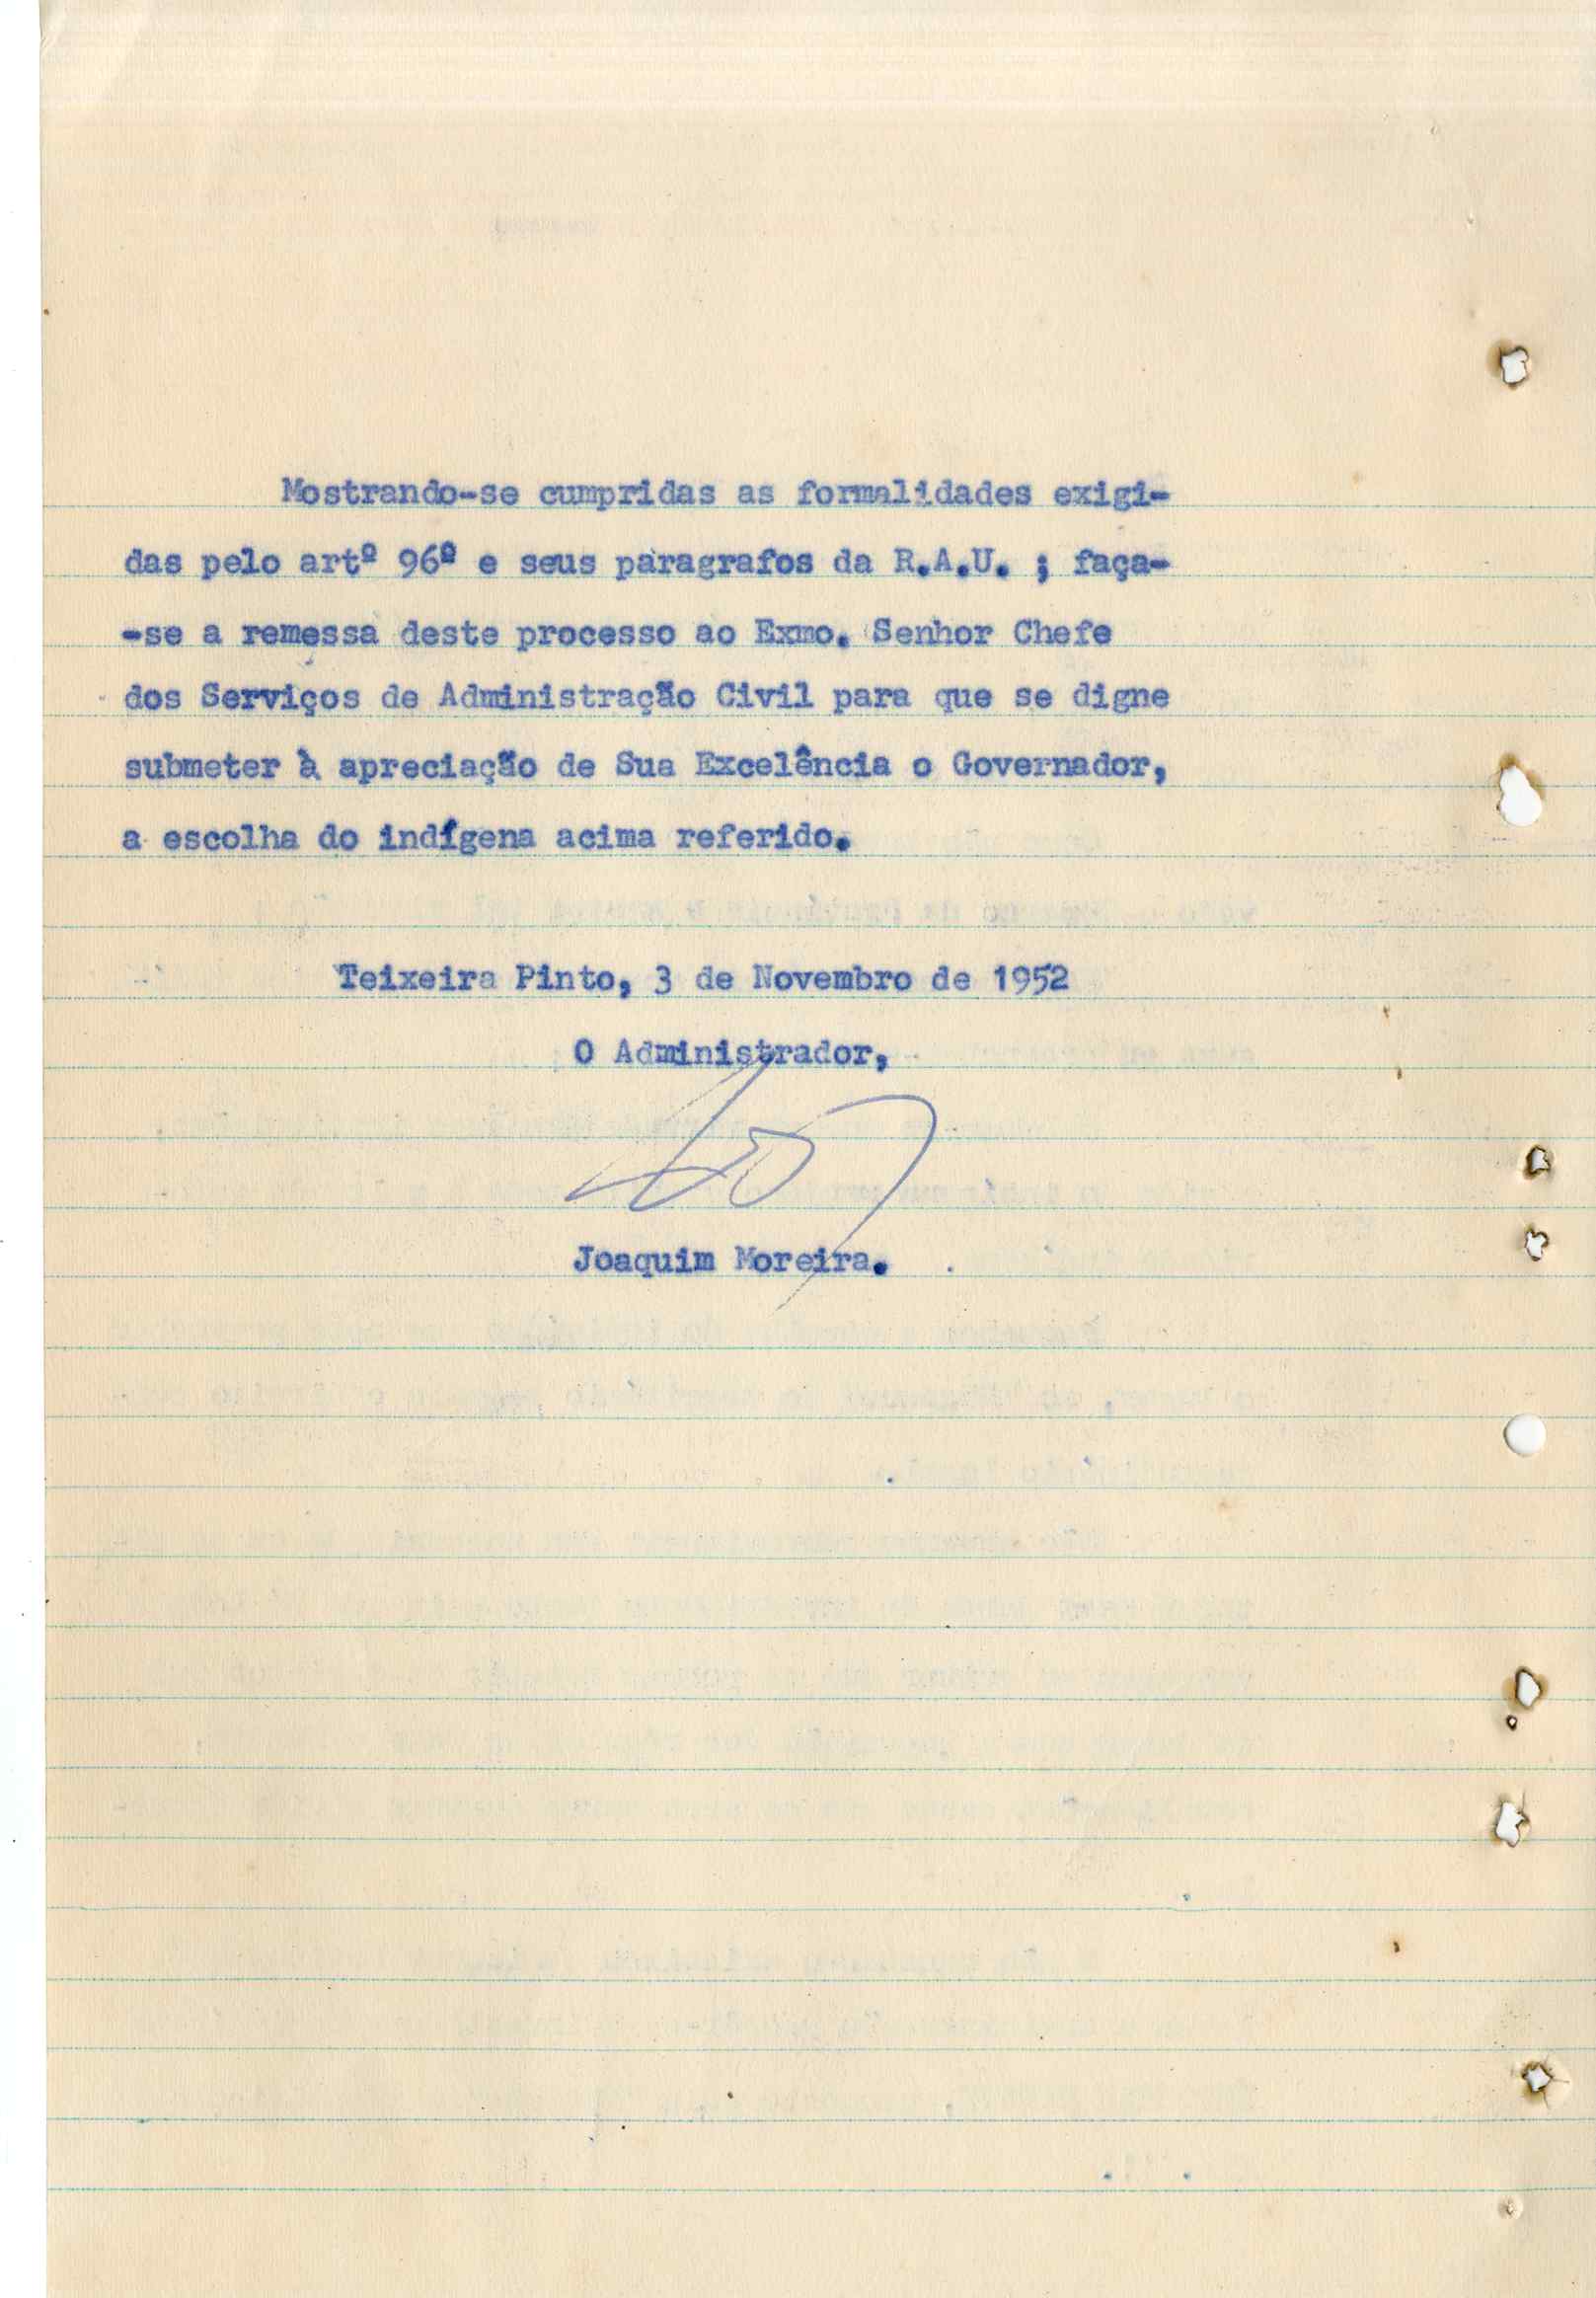 Mostrando-se cumpridas as formalidades exigi-
das pelo artº 96º e seus paragrafos da R.A.U. ; faça-
-se a remessa deste processo ao Exmo. Senhor Chefe
dos Serviços de Administração Civil para que se digne
submeter à apreciação de Sua Excelência o Governador,
a escolha do indígena acima referido.
Teixeira Pinto, 3 de Novembro de 1952
O Administrador,
Joaquim Moreira.